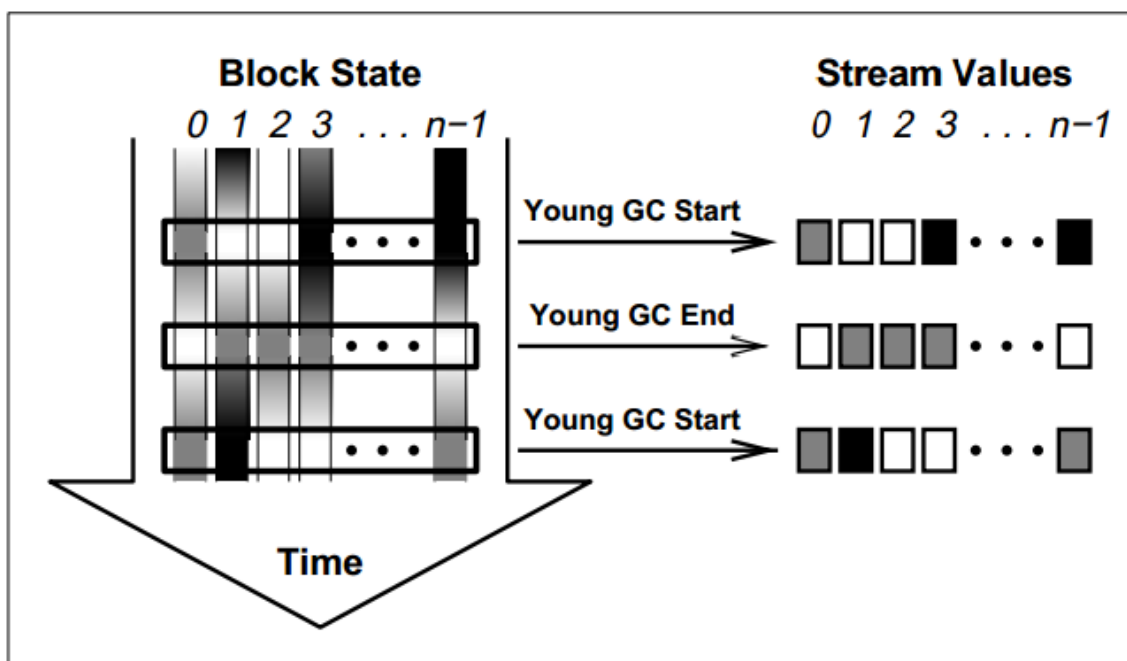 Block State
Stream Values
0 1 2 3 . . . n−1
0 1 2 3 . . . n−1
Young GC Start
Young GC End
Young GC Start
Time